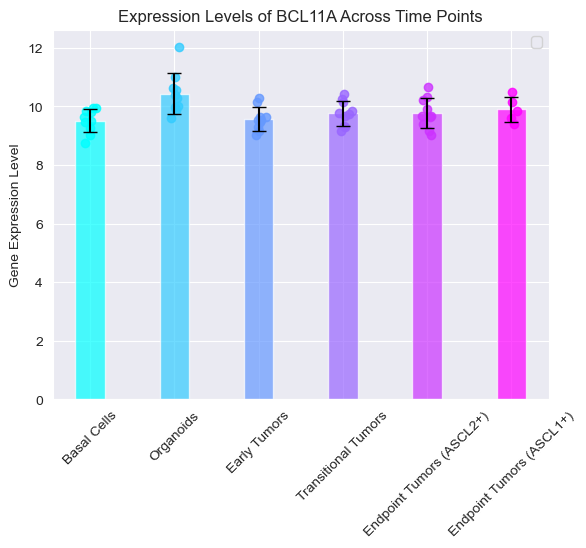 Expression Levels of BCL11A Across Time Points
Gene Expression Level
12
10
8
6
4
2
0
Basal Cells
Organoids
Early Tumors
Transitional Tumors
Endpoint Tumors (ASCL2+)
Endpoint Tumors (ASCL1+)